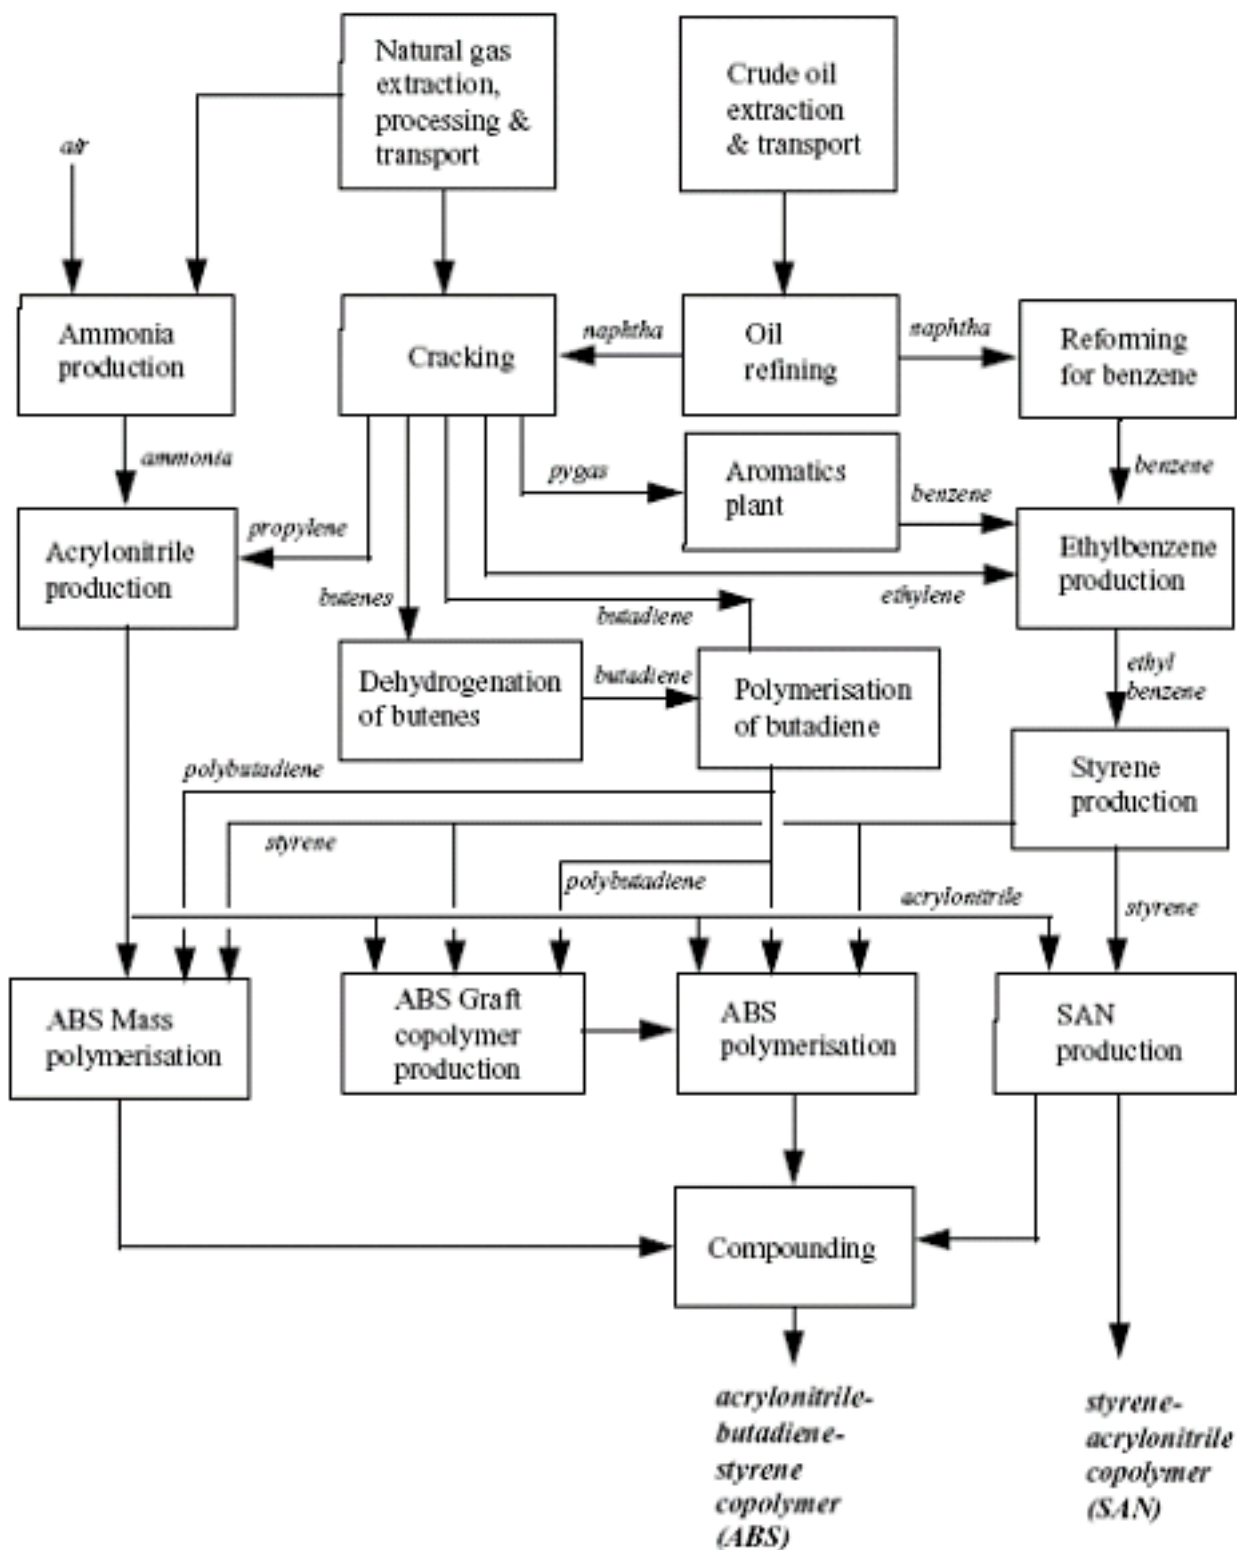 Natural gas
extraction,
processing &
transport
Crude oil
extraction
& transport
air
Ammonia
production
Cracking
naphtha
Oil
refining
naphtha
Reforming
for benzene
ammonia
pygas
Aromatics
plant
benzene
benzene
Acrylonitrile
production
propylene
Ethylbenzene
production
butenes
butadiene
ethylene
Dehydrogenation
of butenes
butadiene
Polymerisation
of butadiene
ethyl
benzene
polybutadiene
Styrene
production
styrene
polybutadiene
acrylonitrile
styrene
ABS Mass
polymerisation
ABS Graft
copolymer
production
ABS
polymerisation
SAN
production
Compounding
acrylonitrile-
butadiene-
styrene
copolymer
(ABS)
styrene-
acrylonitrile
copolymer
(SAN)